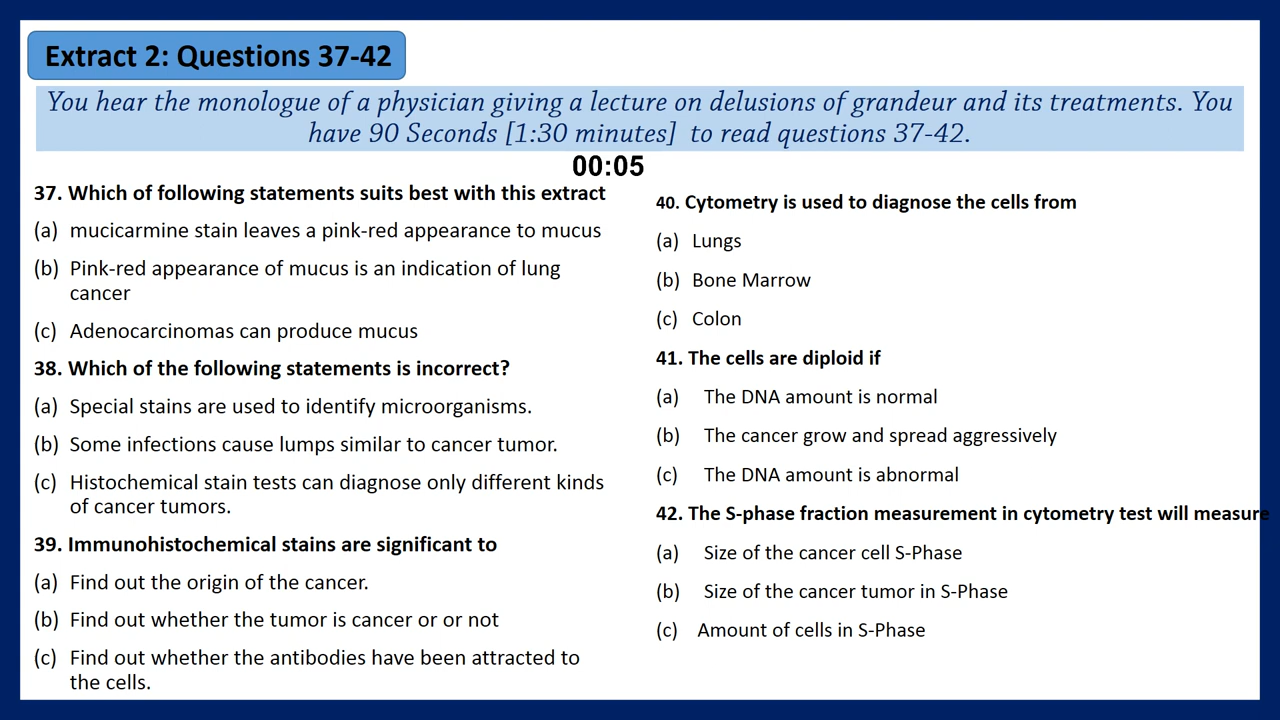 Extract 2: Questions 37-42
You hear the monologue of a physician giving a lecture on delusions of grandeur and its treatments. You
have 90 Seconds [1:30 minutes] to read questions 37-42.
00:05
37. Which of following statements suits best with this extract
(a) mucicarmine stain leaves a pink-red appearance to mucus
(b) Pink-red appearance of mucus is an indication of lung
cancer
(c) Adenocarcinomas can produce mucus
38. Which of the following statements is incorrect?
(a) Special stains are used to identify microorganisms.
(b) Some infections cause lumps similar to cancer tumor.
(c) Histochemical stain tests can diagnose only different kinds
of cancer tumors.
39. Immunohistochemical stains are significant to
(a) Find out the origin of the cancer.
(b) Find out whether the tumor is cancer or or not
(c) Find out whether the antibodies have been attracted to
the cells.
40. Cytometry is used to diagnose the cells from
(a) Lungs
(b) Bone Marrow
(c) Colon
41. The cells are diploid if
(a) The DNA amount is normal
(b) The cancer grow and spread aggressively
(c) The DNA amount is abnormal
42. The S-phase fraction measurement in cytometry test will measure
(a) Size of the cancer cell S-Phase
(b) Size of the cancer tumor in S-Phase
(c) Amount of cells in S-Phase